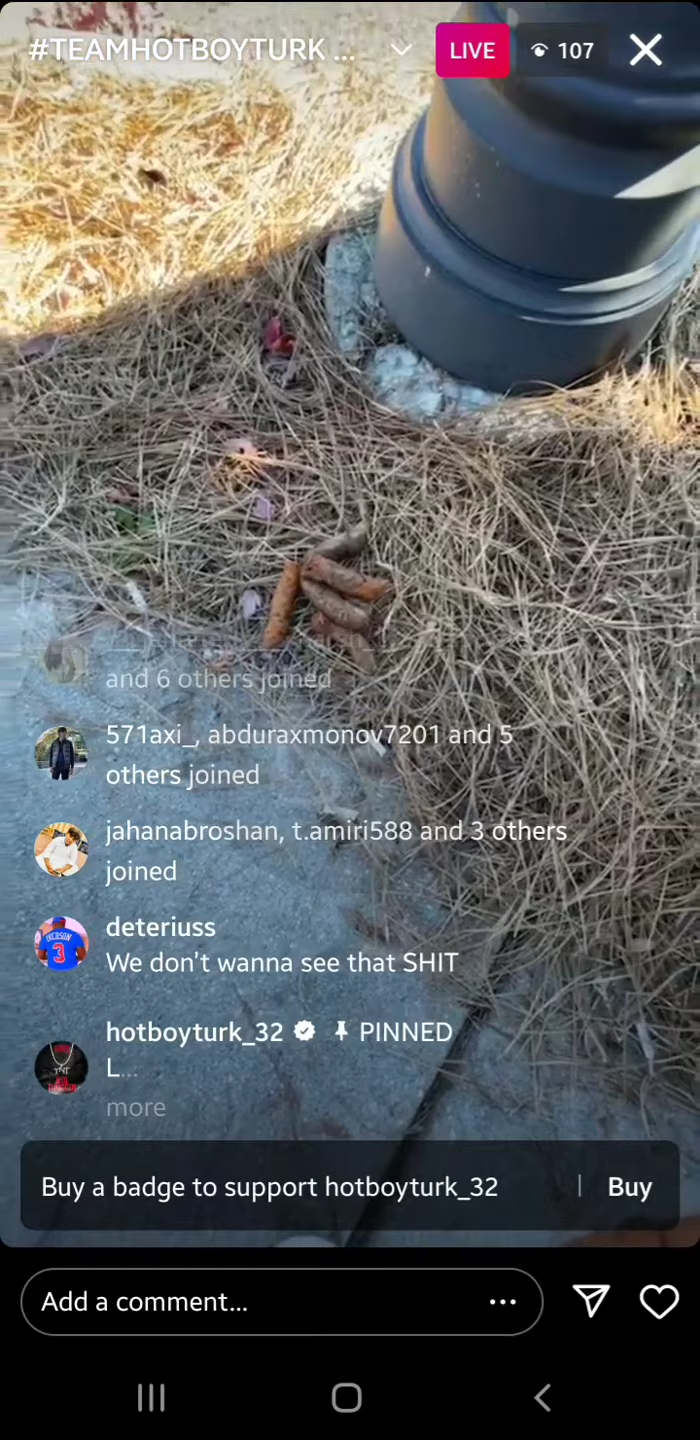 #TEAMHOTBOYTURK ...
LIVE
107
and 6 others joined
571axi_, abduraxmonov7201 and 5
others joined
jahanabroshan, t.amiri588 and 3 others
joined
deteriuss
We don't wanna see that SHIT
hotboyturk_32 PINNED
L...
more
Buy a badge to support hotboyturk_32 | Buy
Add a comment...